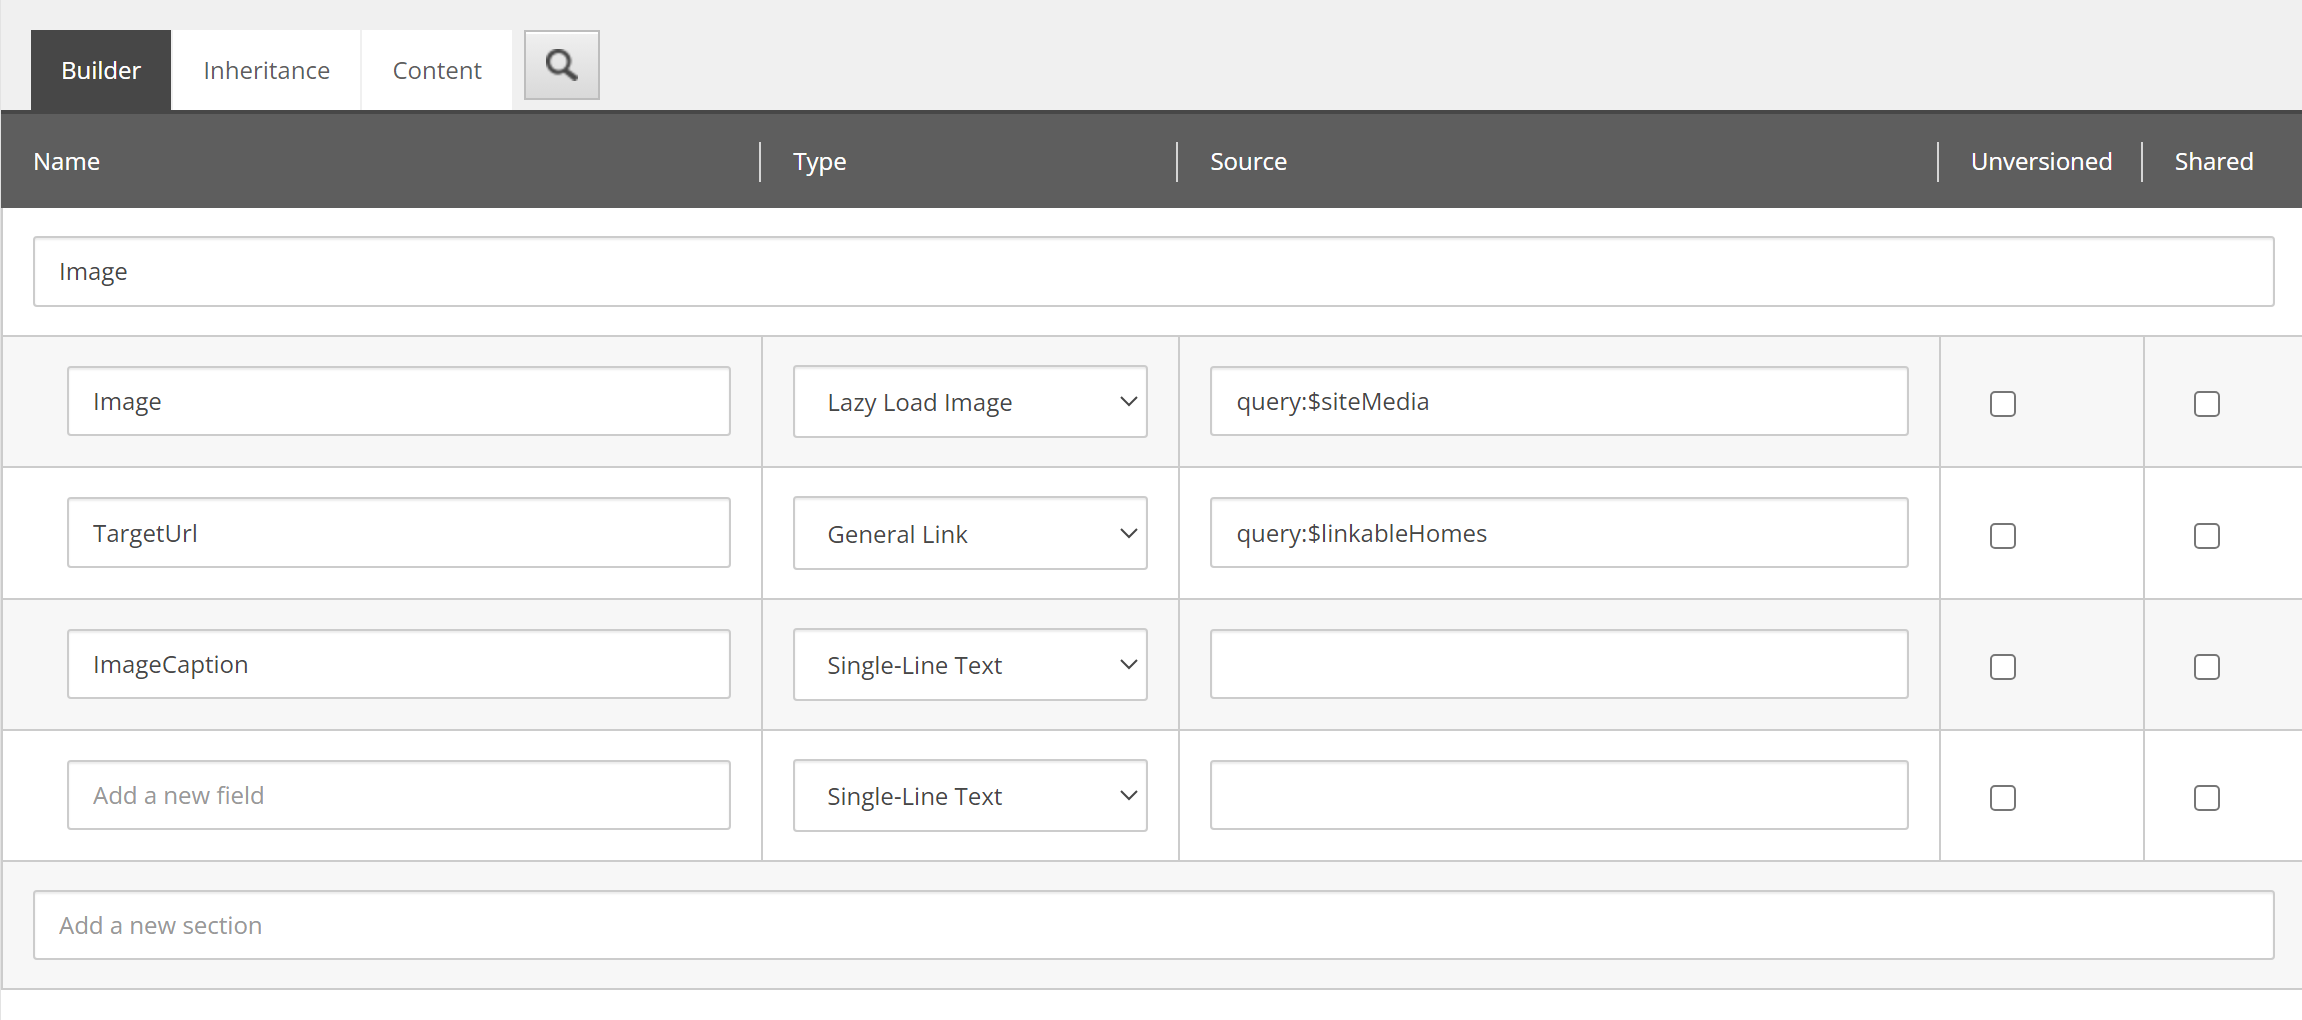 Builder Inheritance Content
Name Type Source Unversioned Shared
Image
Image Lazy Load Image query:$siteMedia
TargetUrl General Link query:$linkableHomes
ImageCaption Single-Line Text
Add a new field Single-Line Text
Add a new section